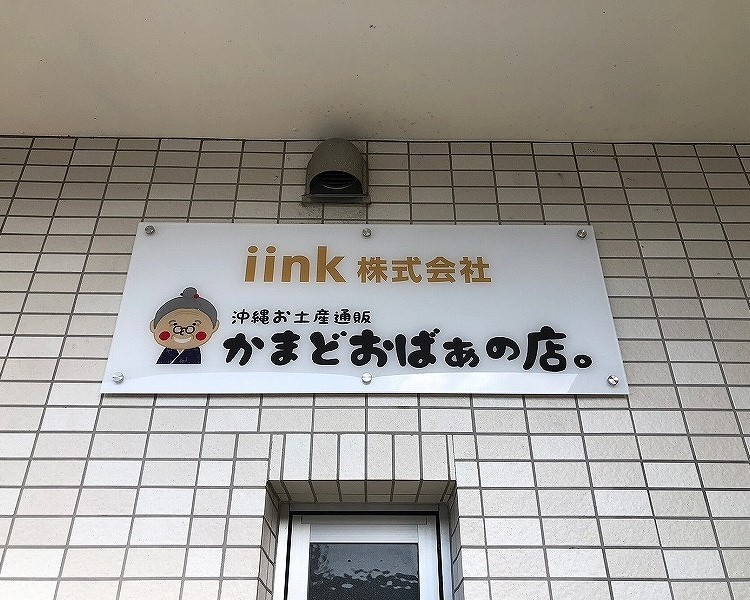 iink 株式会社
沖縄お土産通販
かまどおばぁの店。